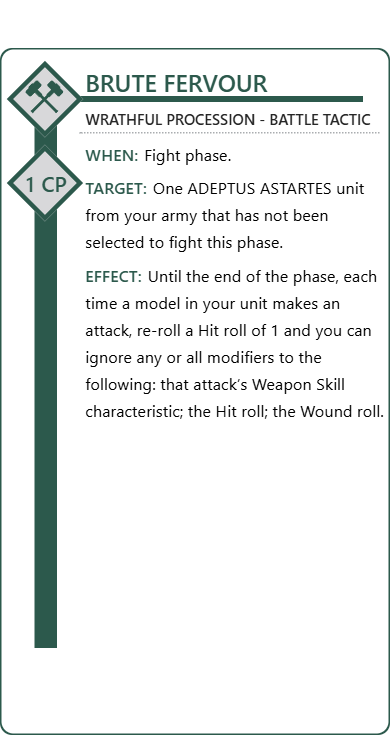 BRUTE FERVOUR
WRATHFUL PROCESSION - BATTLE TACTIC
WHEN: Fight phase.
1 CP
TARGET: One ADEPTUS ASTARTES unit
from your army that has not been
selected to fight this phase.
EFFECT: Until the end of the phase, each
time a model in your unit makes an
attack, re-roll a Hit roll of 1 and you can
ignore any or all modifiers to the
following: that attack's Weapon Skill
characteristic; the Hit roll; the Wound roll.